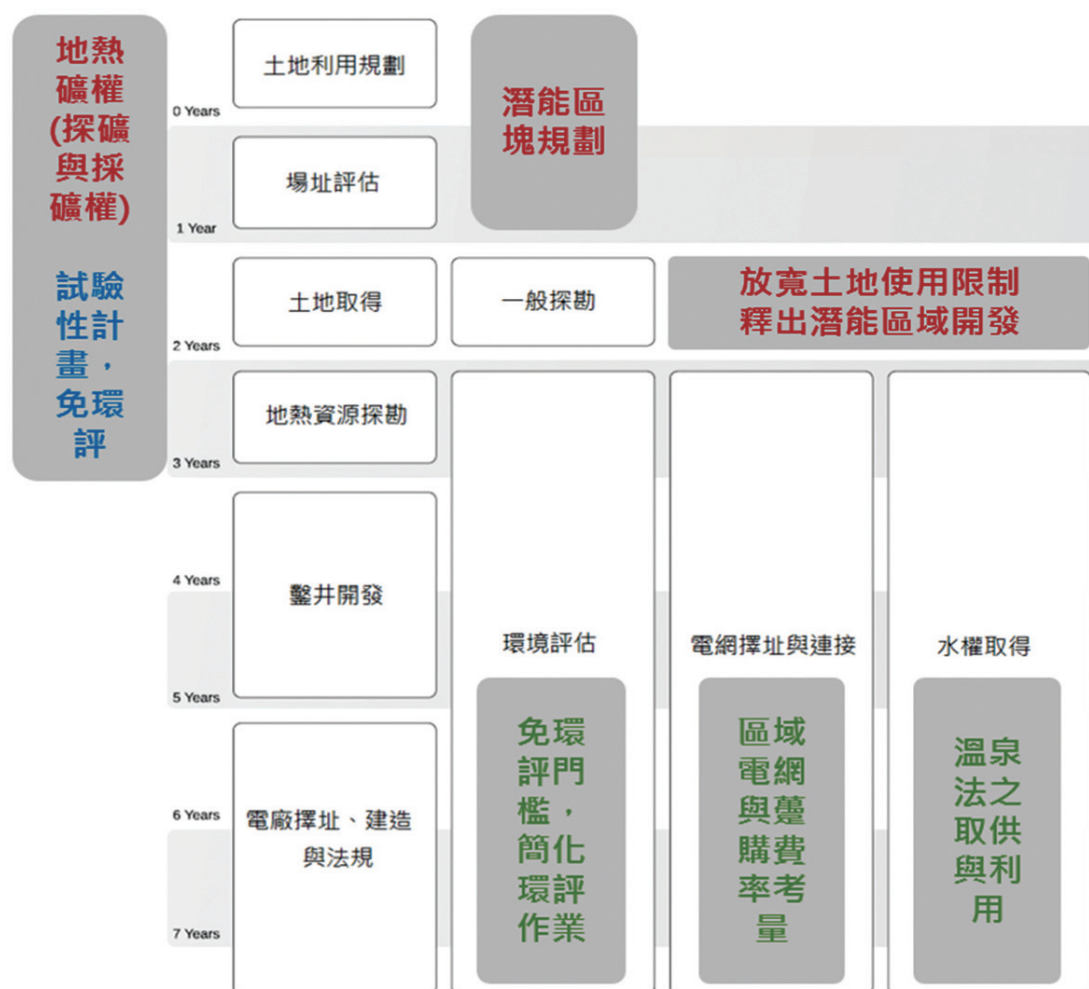 地熱
礦權
(探礦
與採
礦權)
試驗
性計
畫，
免環
評
土地利用規劃
潛能區
塊規劃
0 Years
場址評估
1 Year
土地取得
一般探勘
放寬土地使用限制
釋出潛能區域開發
2 Years
地熱資源探勘
3 Years
4 Years
鑿井開發
環境評估
電網擇址與連接
水權取得
5 Years
免環
評門
檻，
簡化
環評
作業
區域
電網
與躉
購費
率考
量
溫泉
法之
取供
與利
用
6 Years
電廠擇址、建造
與法規
7 Years